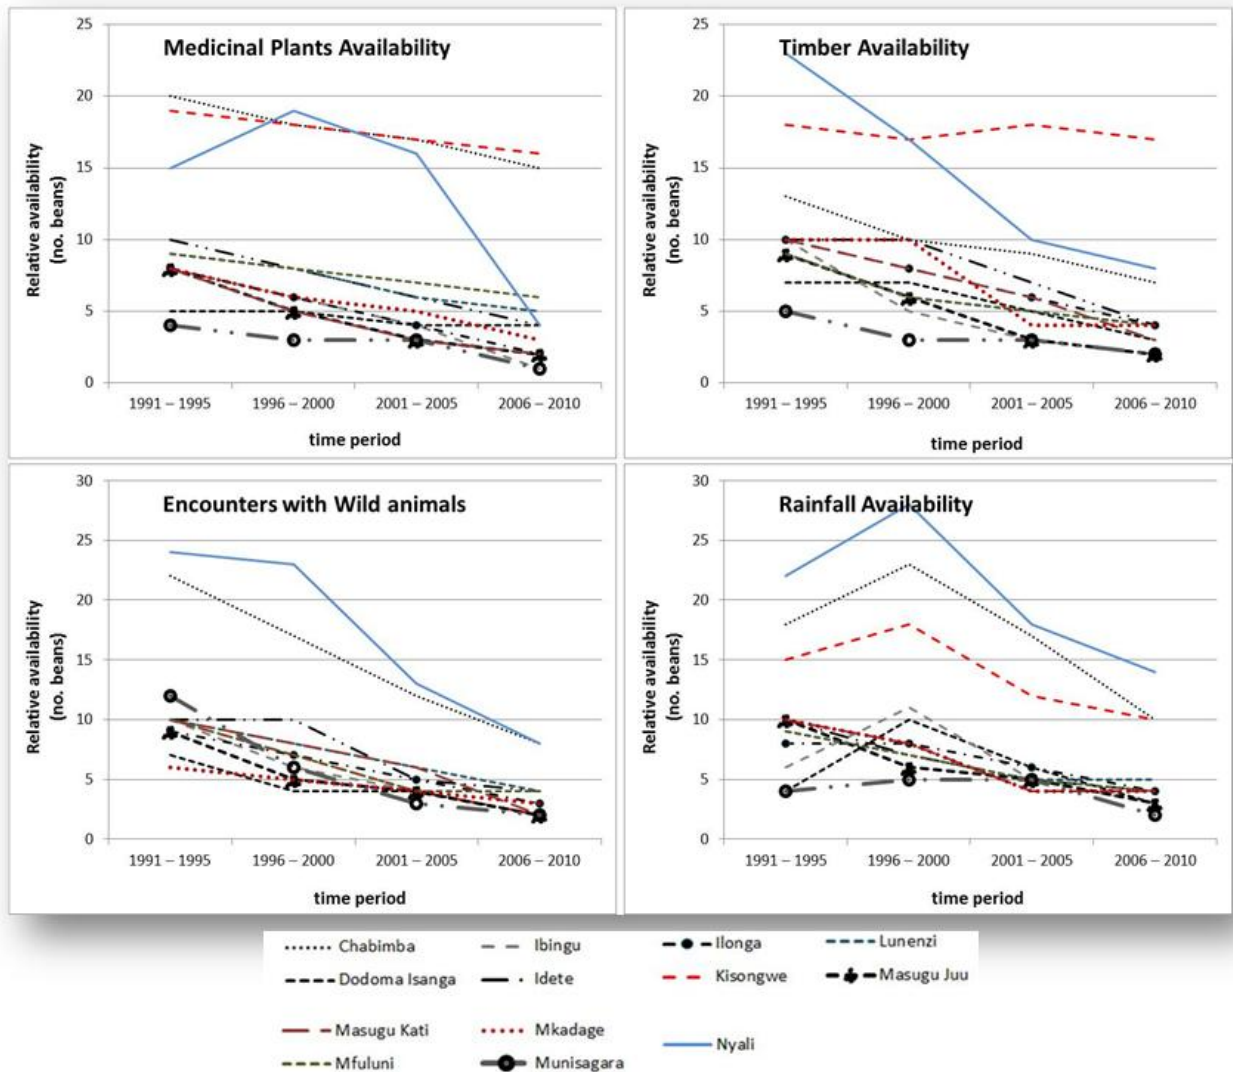 Medicinal Plants Availability
Relative availability
(no. beans)
25
20
15
10
5
0
1991 – 1995 1996 – 2000 2001 – 2005 2006 – 2010
time period
Timber Availability
Relative availability
(no. beans)
25
20
15
10
5
0
1991 – 1995 1996 – 2000 2001 – 2005 2006 – 2010
time period
Encounters with Wild animals
Relative availability
(no. beans)
30
25
20
15
10
5
0
1991 – 1995 1996 – 2000 2001 – 2005 2006 – 2010
time period
Rainfall Availability
Relative availability
(no. beans)
30
25
20
15
10
5
0
1991 – 1995 1996 – 2000 2001 – 2005 2006 – 2010
time period
Chabimba Ibingu Ilonga Lunenzi
Dodoma Isanga Idete Kisongwe Masugu Juu
Masugu Kati Mkadage Nyali
Mfuluni Munisagara